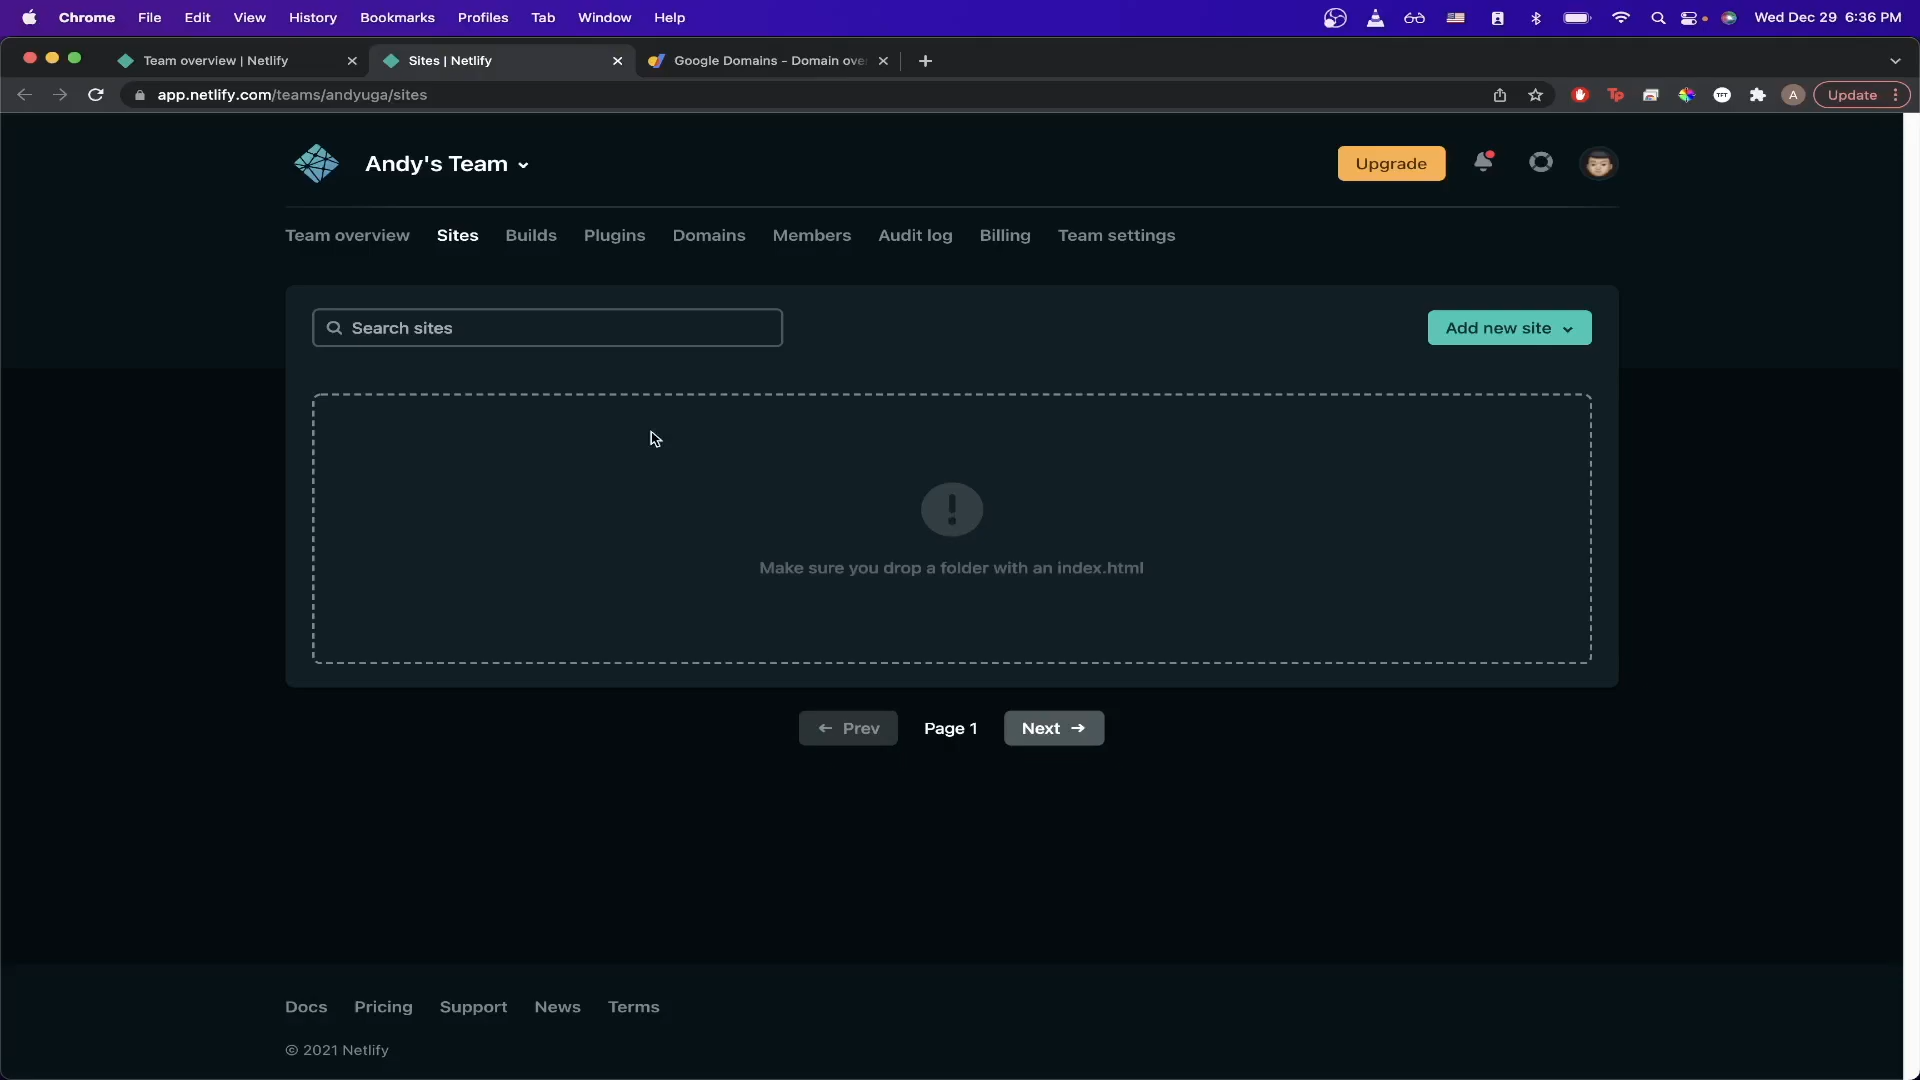 Chrome File Edit View History Bookmarks Profiles Tab Window Help Wed Dec 29 6:36 PM
Team overview | Netlify Sites | Netlify Google Domains - Domain ove
app.netlify.com/teams/andyuga/sites TFT A Update
Andy's Team Upgrade
Team overview Sites Builds Plugins Domains Members Audit log Billing Team settings
Search sites Add new site
Make sure you drop a folder with an index.html
← Prev Page 1 Next →
Docs Pricing Support News Terms
© 2021 Netlify